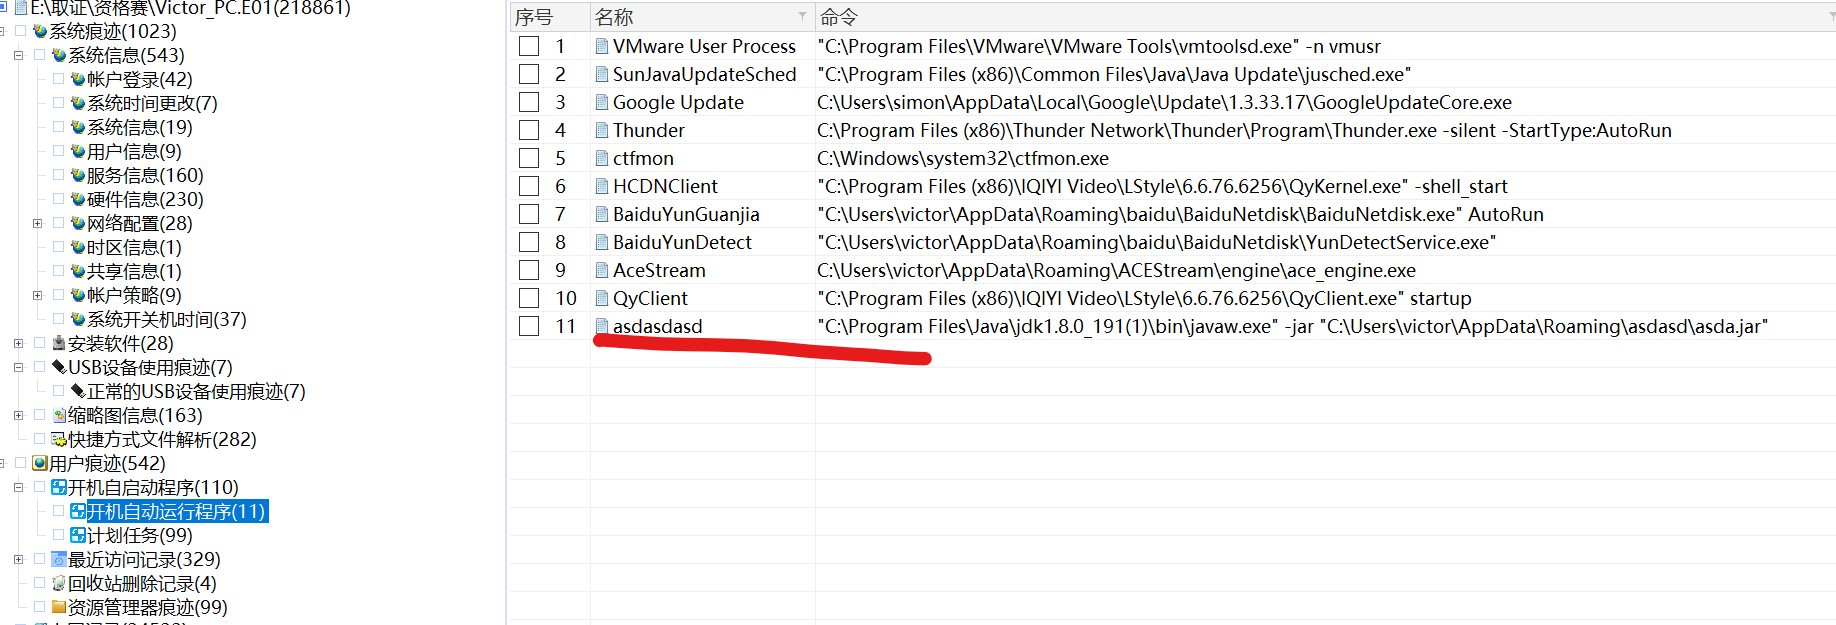 E:\取证\资格赛\Victor_PC.E01(218861)
系统痕迹(1023)
系统信息(543)
帐户登录(42)
系统时间更改(7)
系统信息(19)
用户信息(9)
服务信息(160)
硬件信息(230)
网络配置(28)
时区信息(1)
共享信息(1)
帐户策略(9)
系统开关机时间(37)
安装软件(28)
USB设备使用痕迹(7)
正常的USB设备使用痕迹(7)
缩略图信息(163)
快捷方式文件解析(282)
用户痕迹(542)
开机自启动程序(110)
开机自动运行程序(11)
计划任务(99)
最近访问记录(329)
回收站删除记录(4)
资源管理器痕迹(99)
序号 名称 命令
1 VMware User Process "C:\Program Files\VMware\VMware Tools\vmtoolsd.exe" -n vmusr
2 SunJavaUpdateSched "C:\Program Files (x86)\Common Files\Java\Java Update\jusched.exe"
3 Google Update C:\Users\simon\AppData\Local\Google\Update\1.3.33.17\GoogleUpdateCore.exe
4 Thunder C:\Program Files (x86)\Thunder Network\Thunder\Program\Thunder.exe -silent -StartType:AutoRun
5 ctfmon C:\Windows\system32\ctfmon.exe
6 HCDNClient "C:\Program Files (x86)\IQIYI Video\LStyle\6.6.76.6256\QyKernel.exe" -shell_start
7 BaiduYunGuanjia "C:\Users\victor\AppData\Roaming\baidu\BaiduNetdisk\BaiduNetdisk.exe" AutoRun
8 BaiduYunDetect "C:\Users\victor\AppData\Roaming\baidu\BaiduNetdisk\YunDetectService.exe"
9 AceStream C:\Users\victor\AppData\Roaming\ACEStream\engine\ace_engine.exe
10 QyClient "C:\Program Files (x86)\IQIYI Video\LStyle\6.6.76.6256\QyClient.exe" startup
11 asdasdasd "C:\Program Files\Java\jdk1.8.0_191(1)\bin\javaw.exe" -jar "C:\Users\victor\AppData\Roaming\asdasd\asda.jar"